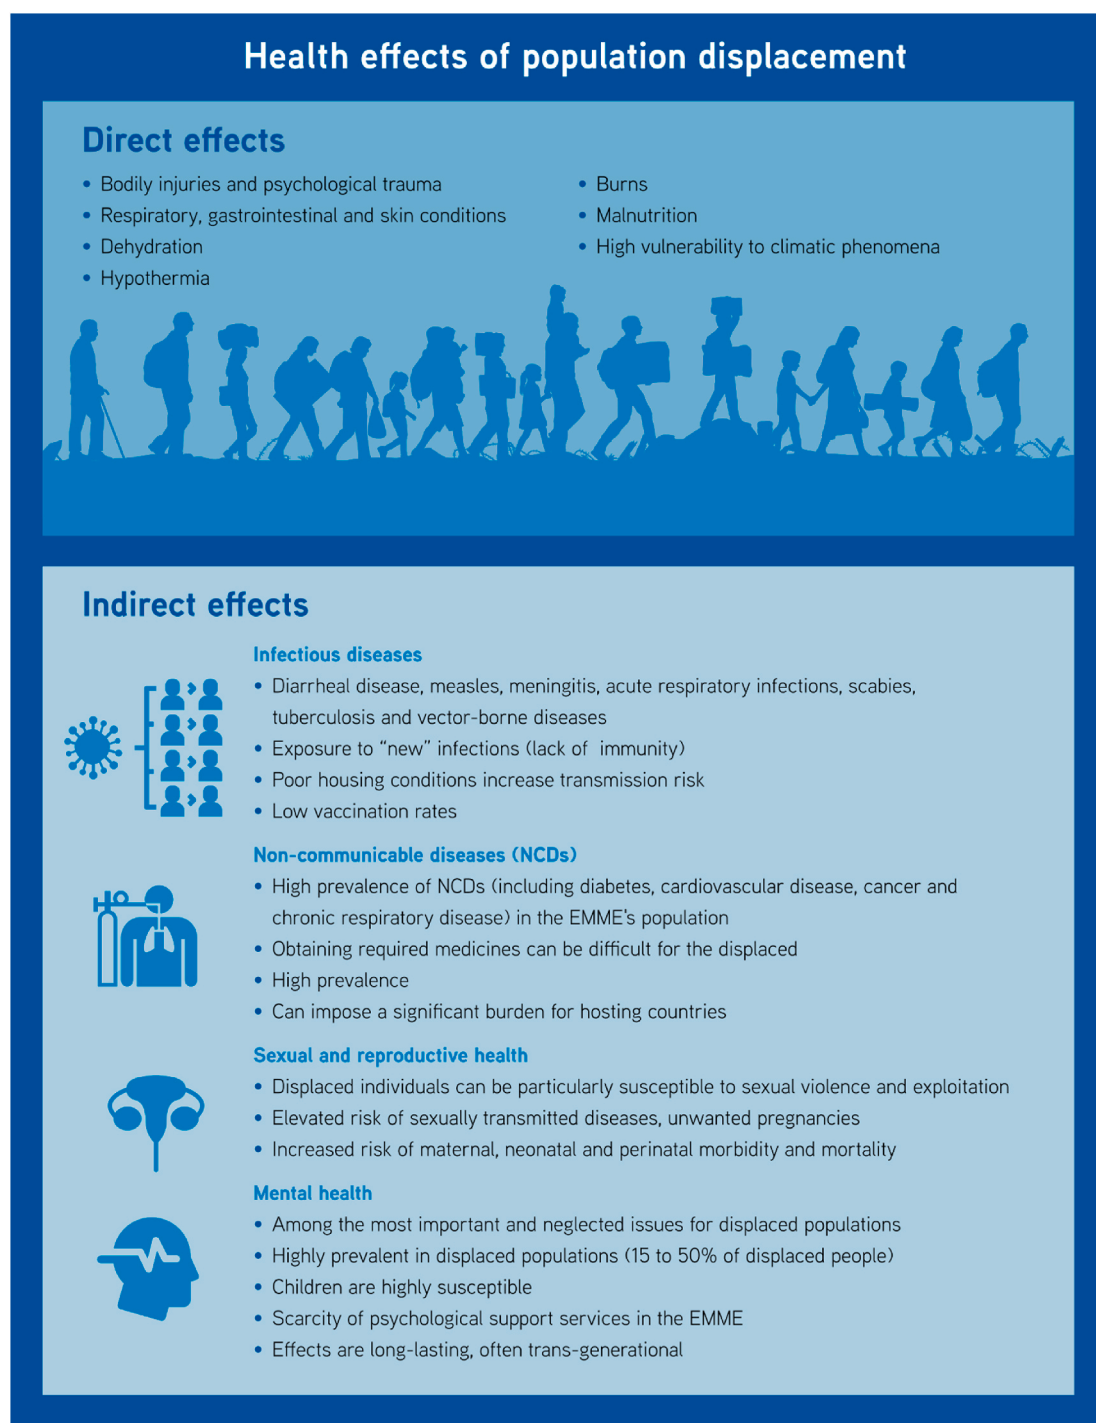 Health effects of population displacement
Direct effects
• Bodily injuries and psychological trauma
• Respiratory, gastrointestinal and skin conditions
• Dehydration
• Hypothermia
• Burns
• Malnutrition
• High vulnerability to climatic phenomena
Indirect effects
Infectious diseases
• Diarrheal disease, measles, meningitis, acute respiratory infections, scabies,
tuberculosis and vector-borne diseases
• Exposure to “new” infections (lack of immunity)
• Poor housing conditions increase transmission risk
• Low vaccination rates
Non-communicable diseases (NCDs)
• High prevalence of NCDs (including diabetes, cardiovascular disease, cancer and
chronic respiratory disease) in the EMME's population
• Obtaining required medicines can be difficult for the displaced
• High prevalence
• Can impose a significant burden for hosting countries
Sexual and reproductive health
• Displaced individuals can be particularly susceptible to sexual violence and exploitation
• Elevated risk of sexually transmitted diseases, unwanted pregnancies
• Increased risk of maternal, neonatal and perinatal morbidity and mortality
Mental health
• Among the most important and neglected issues for displaced populations
• Highly prevalent in displaced populations (15 to 50% of displaced people)
• Children are highly susceptible
• Scarcity of psychological support services in the EMME
• Effects are long-lasting, often trans-generational